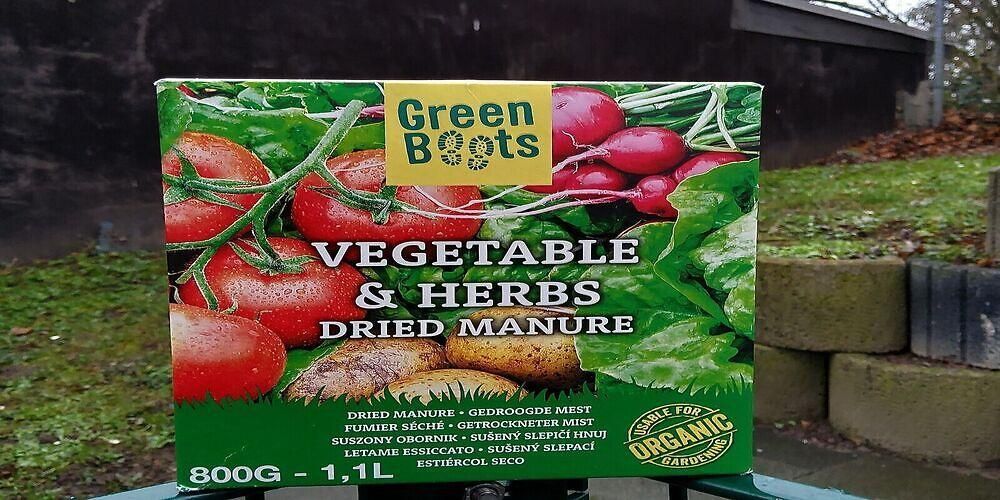 Green
Boots
VEGETABLE
& HERBS
DRIED MANURE
DRIED MANURE • GEDROOGDE MEST
FUMIER SÉCHÉ • GETROCKNETER MIST
SUSZONY OBORNIK • SUŠENÝ SLEPIČÍ HNUJ
LETAME ESSICCATO • SUŠENÝ SLEPACÍ
ESTIÉRCOL SECO
800G - 1,1L
USABLE FOR
ORGANIC
GARDENING